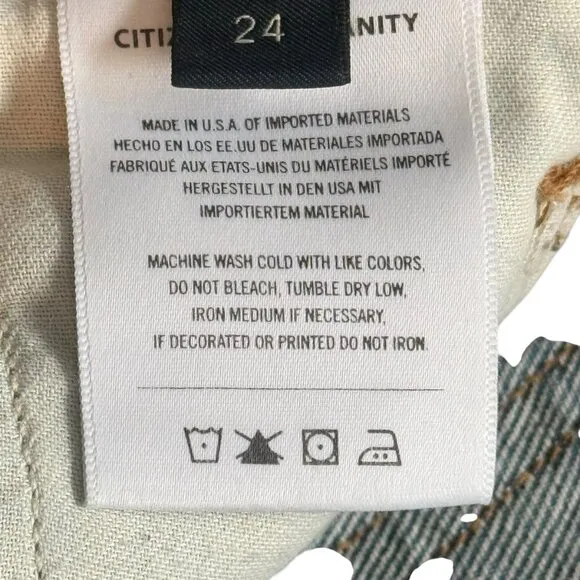 24
CITIZ ANITY
MADE IN U.S.A. OF IMPORTED MATERIALS
HECHO EN LOS EE.UU DE MATERIALES IMPORTADA
FABRIQUÉ AUX ETATS-UNIS DU MATÉRIELS IMPORTÉ
HERGESTELLT IN DEN USA MIT
IMPORTIERTEM MATERIAL
MACHINE WASH COLD WITH LIKE COLORS,
DO NOT BLEACH, TUMBLE DRY LOW,
IRON MEDIUM IF NECESSARY,
IF DECORATED OR PRINTED DO NOT IRON.